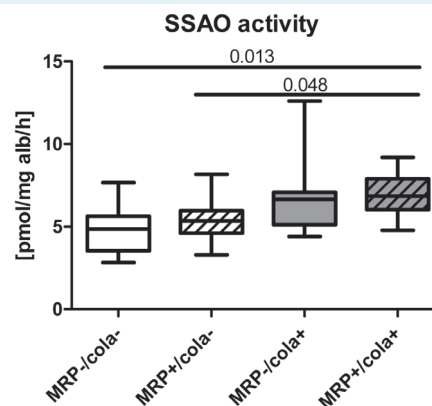 SSAO activity
[pmol/mg alb/h]
15
10
5
0
0.013
0.048
MRP-/cola-
MRP+/cola-
MRP-/cola+
MRP+/cola+